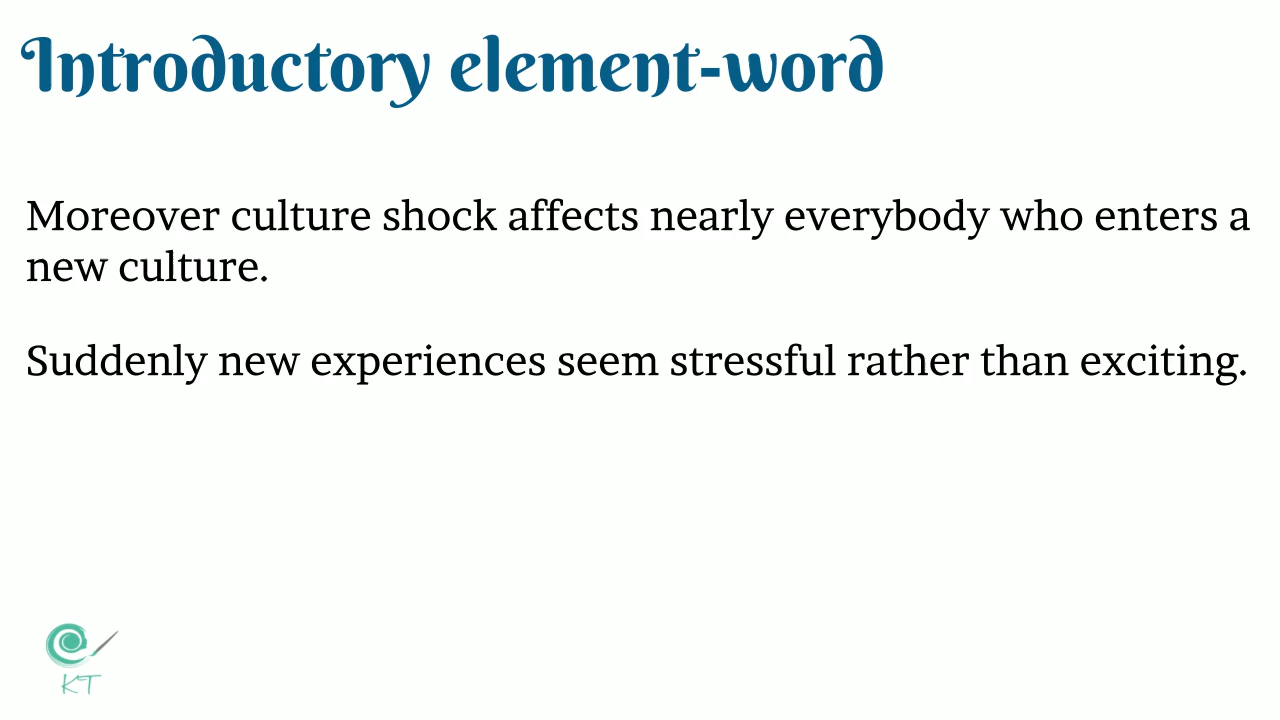 Introductory element-word
Moreover culture shock affects nearly everybody who enters a
new culture.
Suddenly new experiences seem stressful rather than exciting.
KT